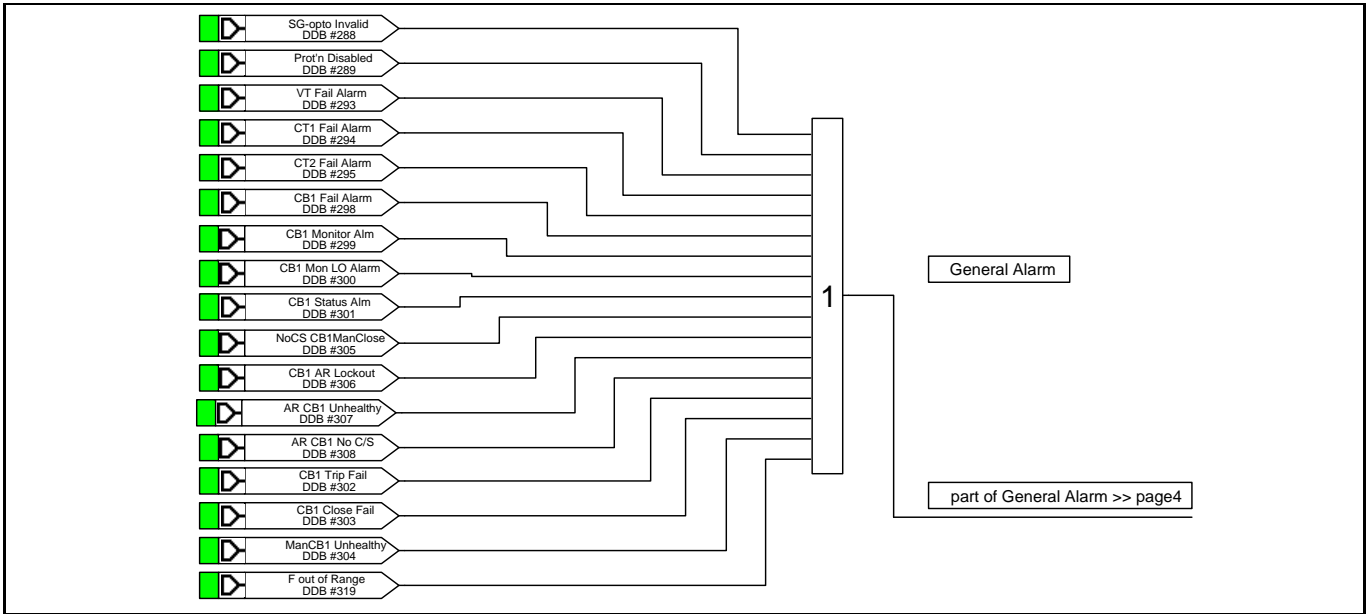 SG-opto Invalid
DDB #288
Prot'n Disabled
DDB #289
VT Fail Alarm
DDB #293
CT1 Fail Alarm
DDB #294
CT2 Fail Alarm
DDB #295
CB1 Fail Alarm
DDB #298
CB1 Monitor Alm
DDB #299
CB1 Mon LO Alarm
DDB #300
CB1 Status Alm
DDB #301
NoCS CB1ManClose
DDB #305
CB1 AR Lockout
DDB #306
AR CB1 Unhealthy
DDB #307
AR CB1 No C/S
DDB #308
CB1 Trip Fail
DDB #302
CB1 Close Fail
DDB #303
ManCB1 Unhealthy
DDB #304
F out of Range
DDB #319
1
General Alarm
part of General Alarm >> page4